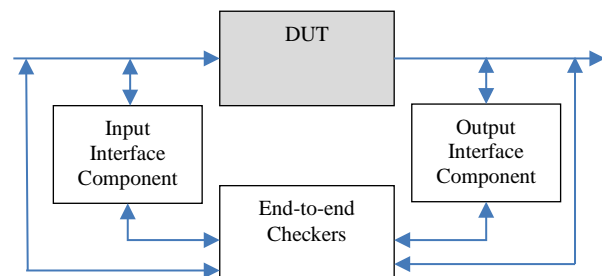 DUT
Input
Interface
Component
Output
Interface
Component
End-to-end
Checkers